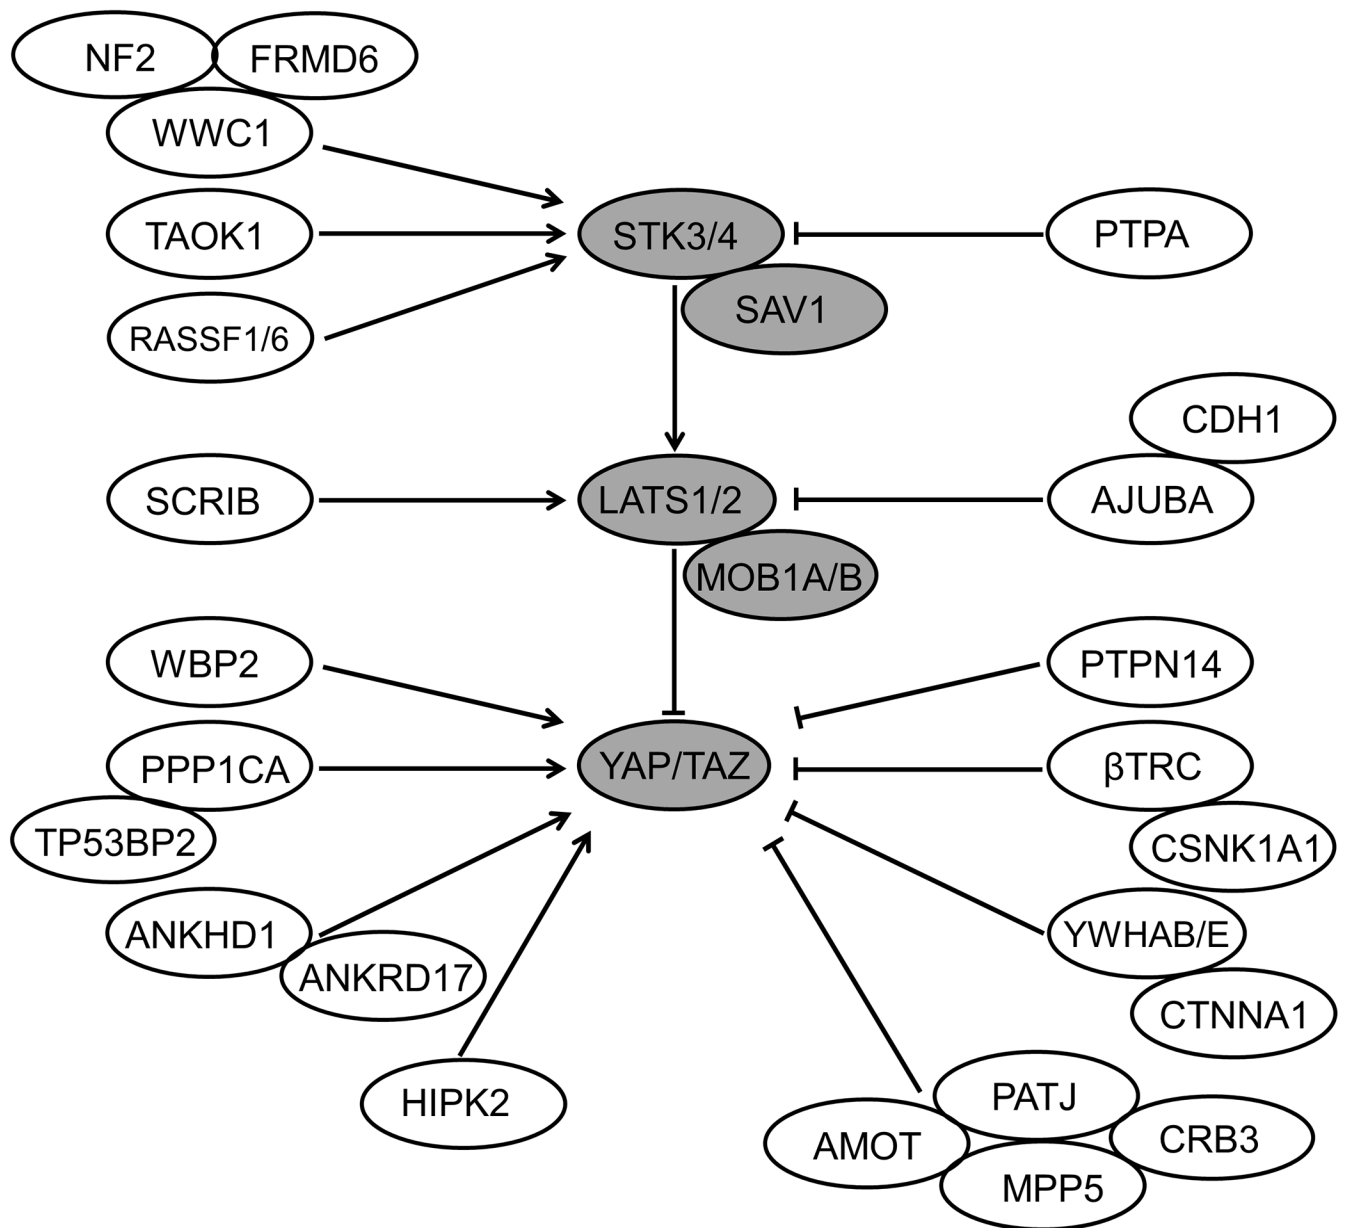 NF2
FRMD6
WWC1
TAOK1
STK3/4
PTPA
SAV1
RASSF1/6
CDH1
SCRIB
LATS1/2
AJUBA
MOB1A/B
WBP2
PTPN14
PPP1CA
YAP/TAZ
βTRC
TP53BP2
CSNK1A1
ANKHD1
YWHAB/E
ANKRD17
CTNNA1
HIPK2
PATJ
AMOT
CRB3
MPP5